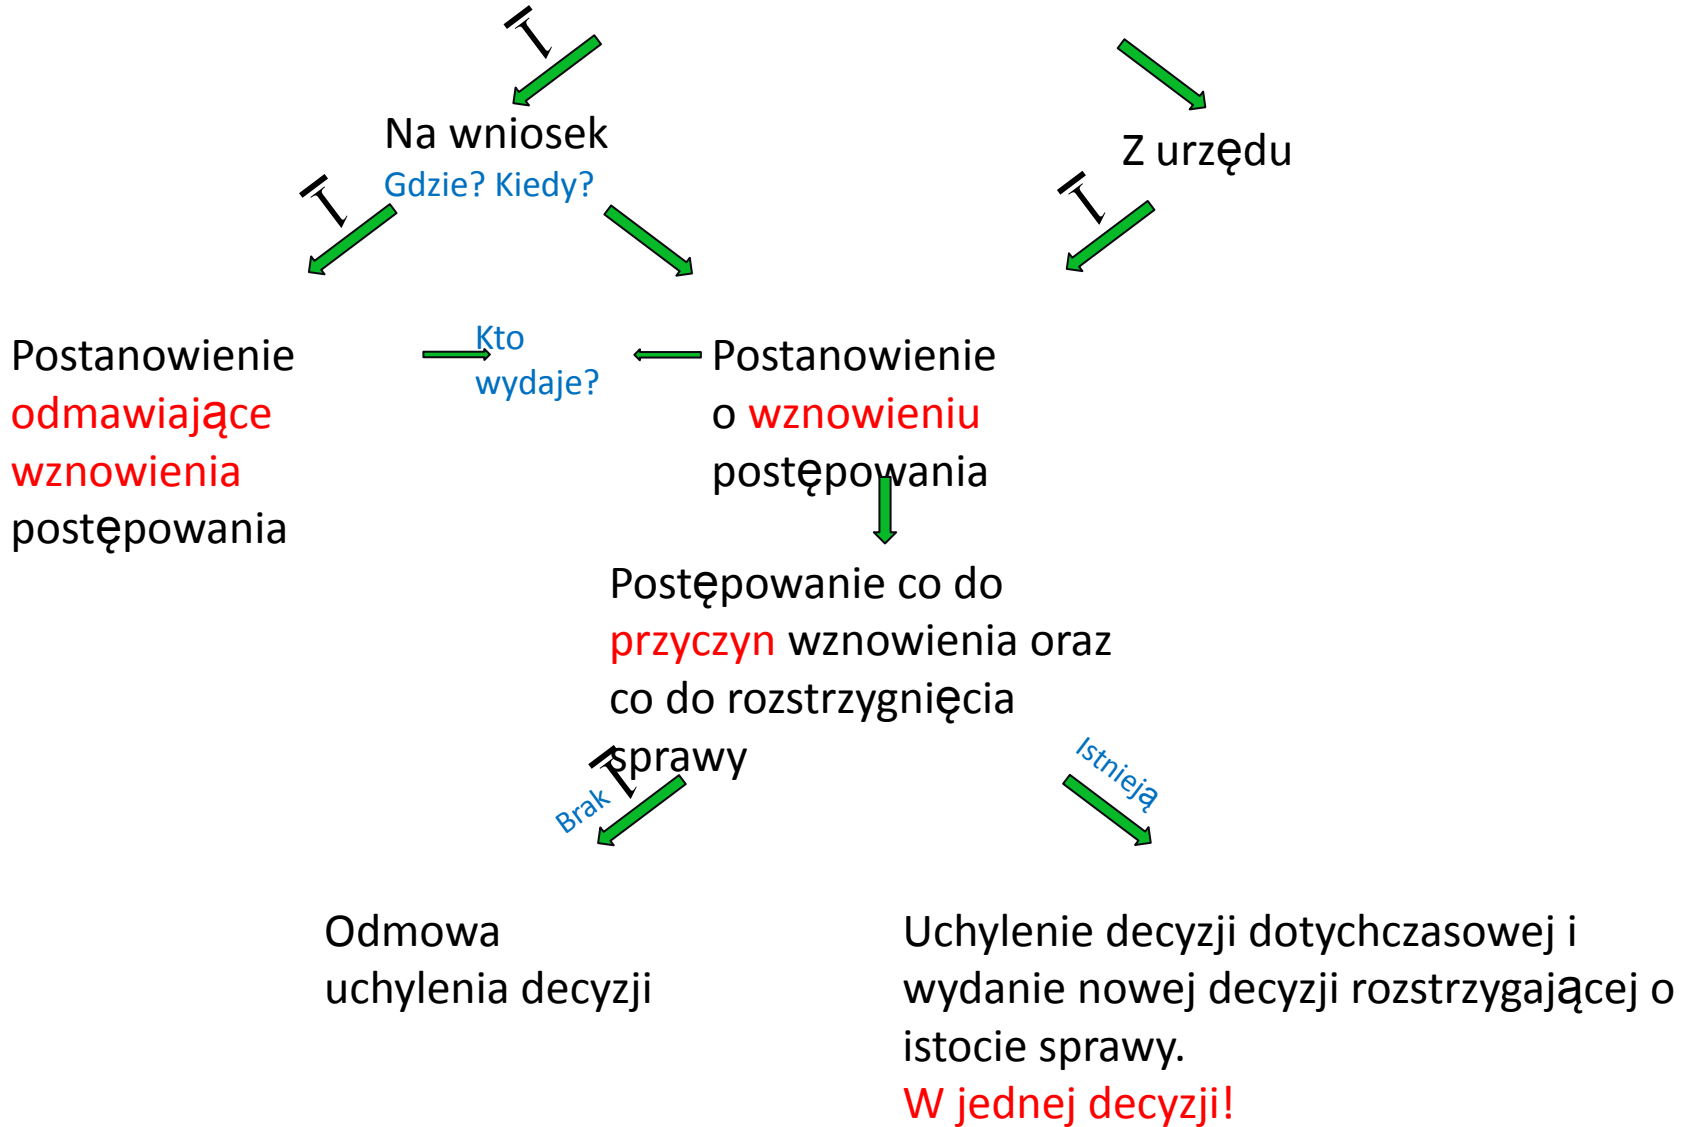 Na wniosek
Gdzie? Kiedy?
Z urzędu
Postanowienie
odmawiające
wznowienia
postępowania
Kto
wydaje?
Postanowienie
o wznowieniu
postępowania
Postępowanie co do
przyczyn wznowienia oraz
co do rozstrzygnięcia
sprawy
Brak
Istnieją
Odmowa
uchylenia decyzji
Uchylenie decyzji dotychczasowej i
wydanie nowej decyzji rozstrzygającej o
istocie sprawy.
W jednej decyzji!